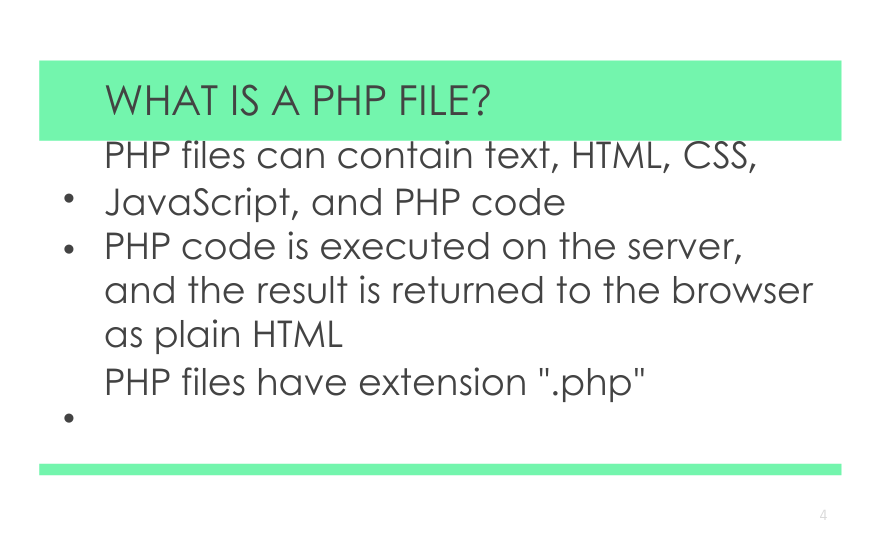 WHAT IS A PHP FILE?
PHP files can contain text, HTML, CSS,
• JavaScript, and PHP code
• PHP code is executed on the server,
and the result is returned to the browser
as plain HTML
PHP files have extension ".php"
•
4